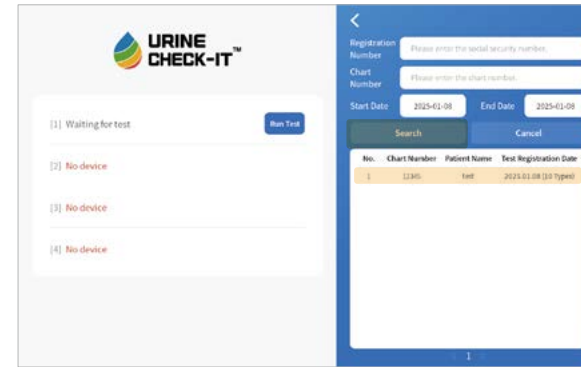 URINE
CHECK-IT™
[1] Waiting for test
Run Test
[2] No device
[3] No device
[4] No device
Registration
Number
Please enter the social security number.
Chart
Number
Please enter the chart number.
Start Date
2025-01-08
End Date
2025-01-08
Search
Cancel
No. Chart Number Patient Name Test Registration Date
1 12345 test 2025.01.08 (10 Types)
1